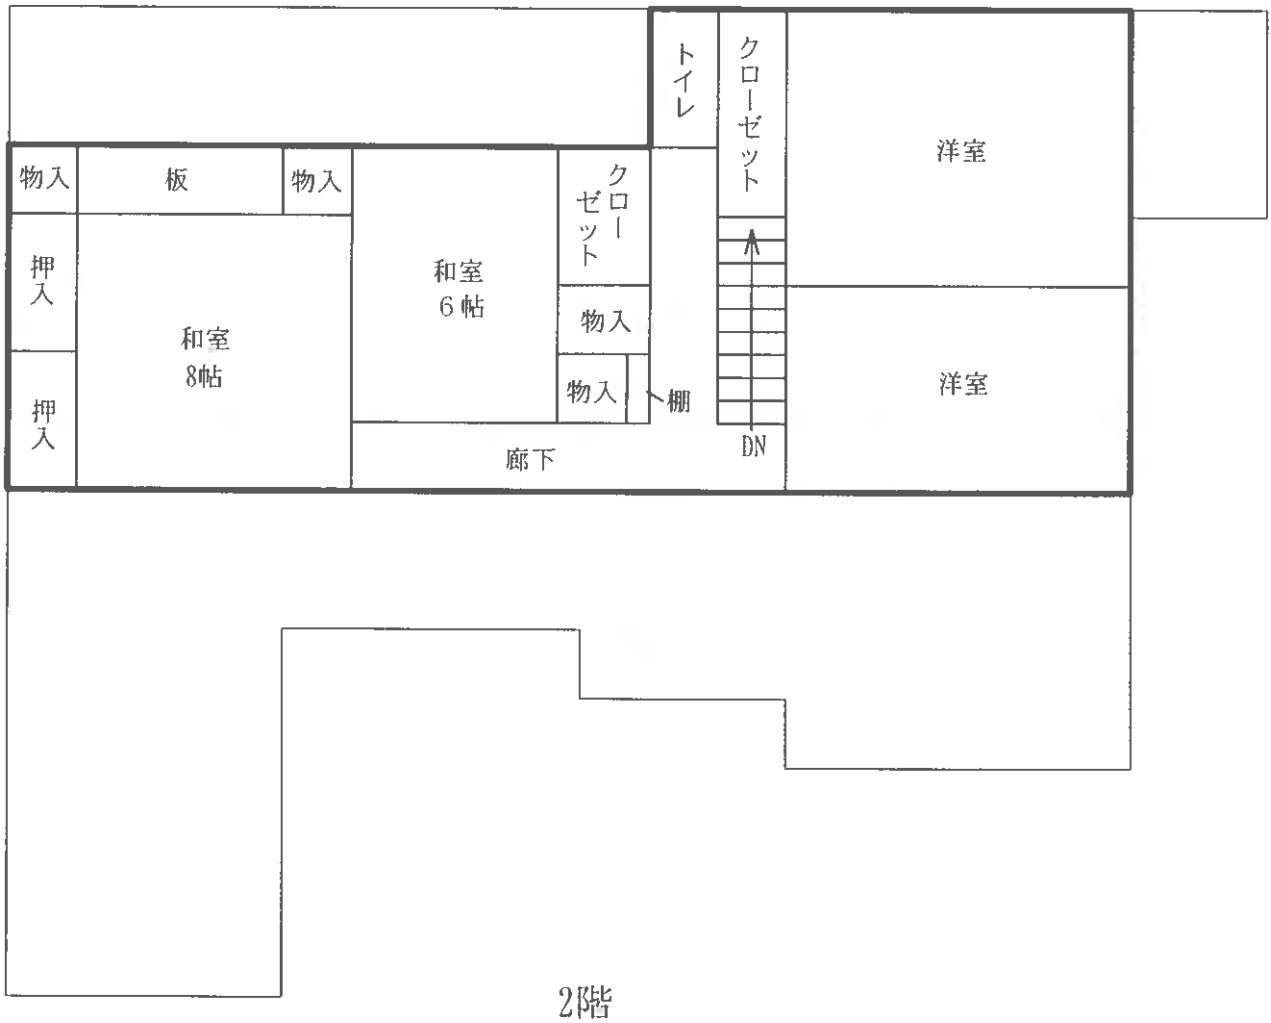 トイレ
クローゼット
洋室
物入
板
物入
クロー
ゼット
押入
和室
6帖
物入
和室
8帖
押入
物入
棚
洋室
廊下
DN
2階